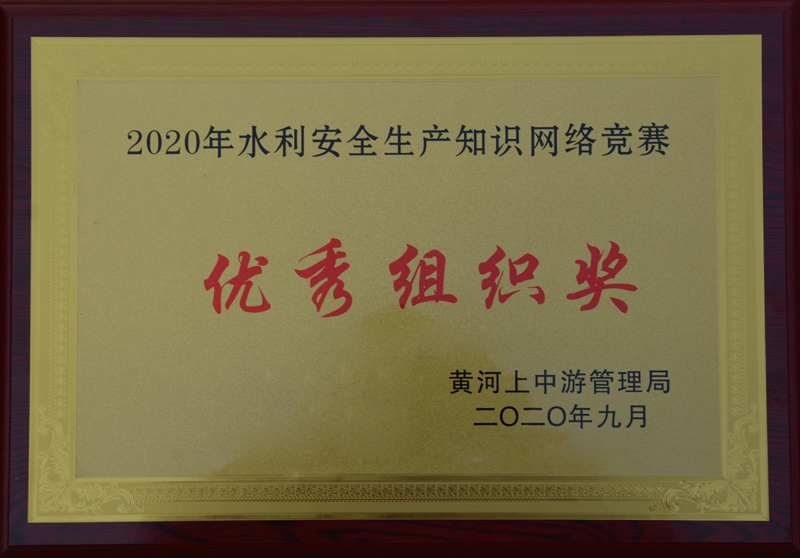 2020年水利安全生产知识网络竞赛
优秀组织奖
黄河上中游管理局
二〇二〇年九月